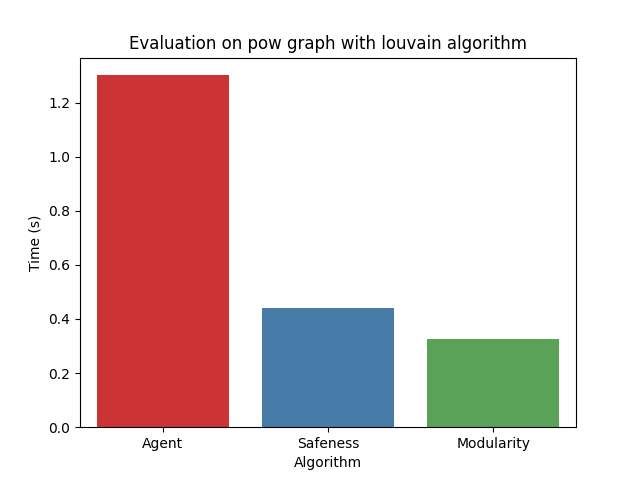 Evaluation on pow graph with louvain algorithm
Time (s)
1.2
1.0
0.8
0.6
0.4
0.2
0.0
Agent Safeness Modularity
Algorithm